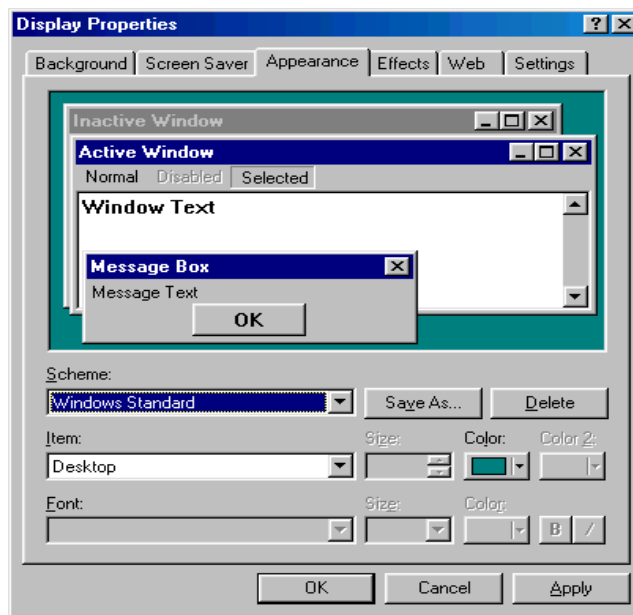 Display Properties
Background Screen Saver Appearance Effects Web Settings
Inactive Window
Active Window
Normal Disabled Selected
Window Text
Message Box
Message Text
OK
Scheme:
Windows Standard Save As... Delete
Item: Size: Color: Color 2:
Desktop
Font: Size: Color:
B /
OK Cancel Apply